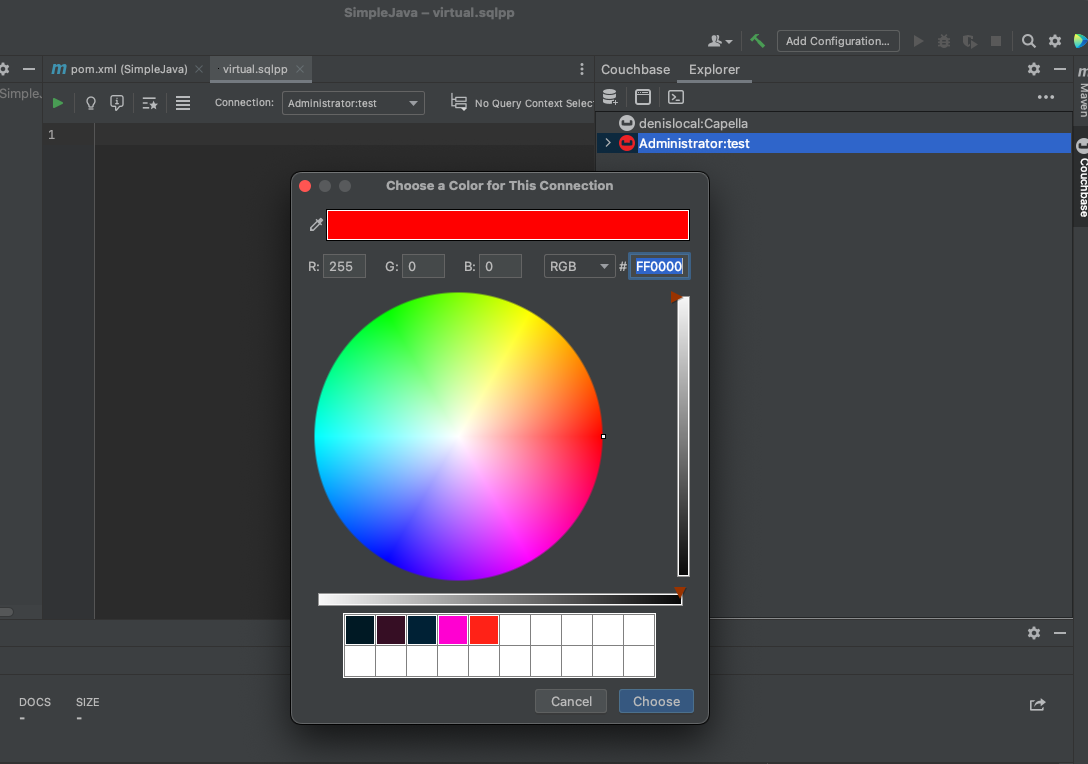 SimpleJava – virtual.sqlpp
Add Configuration...
m pom.xml (SimpleJava)
virtual.sqlpp
Couchbase
Explorer
Simple.
Connection:
Administrator:test
No Query Context Selec
1
denislocal:Capella
Administrator:test
m
Maven
Couchbase
Choose a Color for This Connection
R: 255
G: 0
B: 0
RGB
# FF0000
DOCS
SIZE
-
-
Cancel
Choose